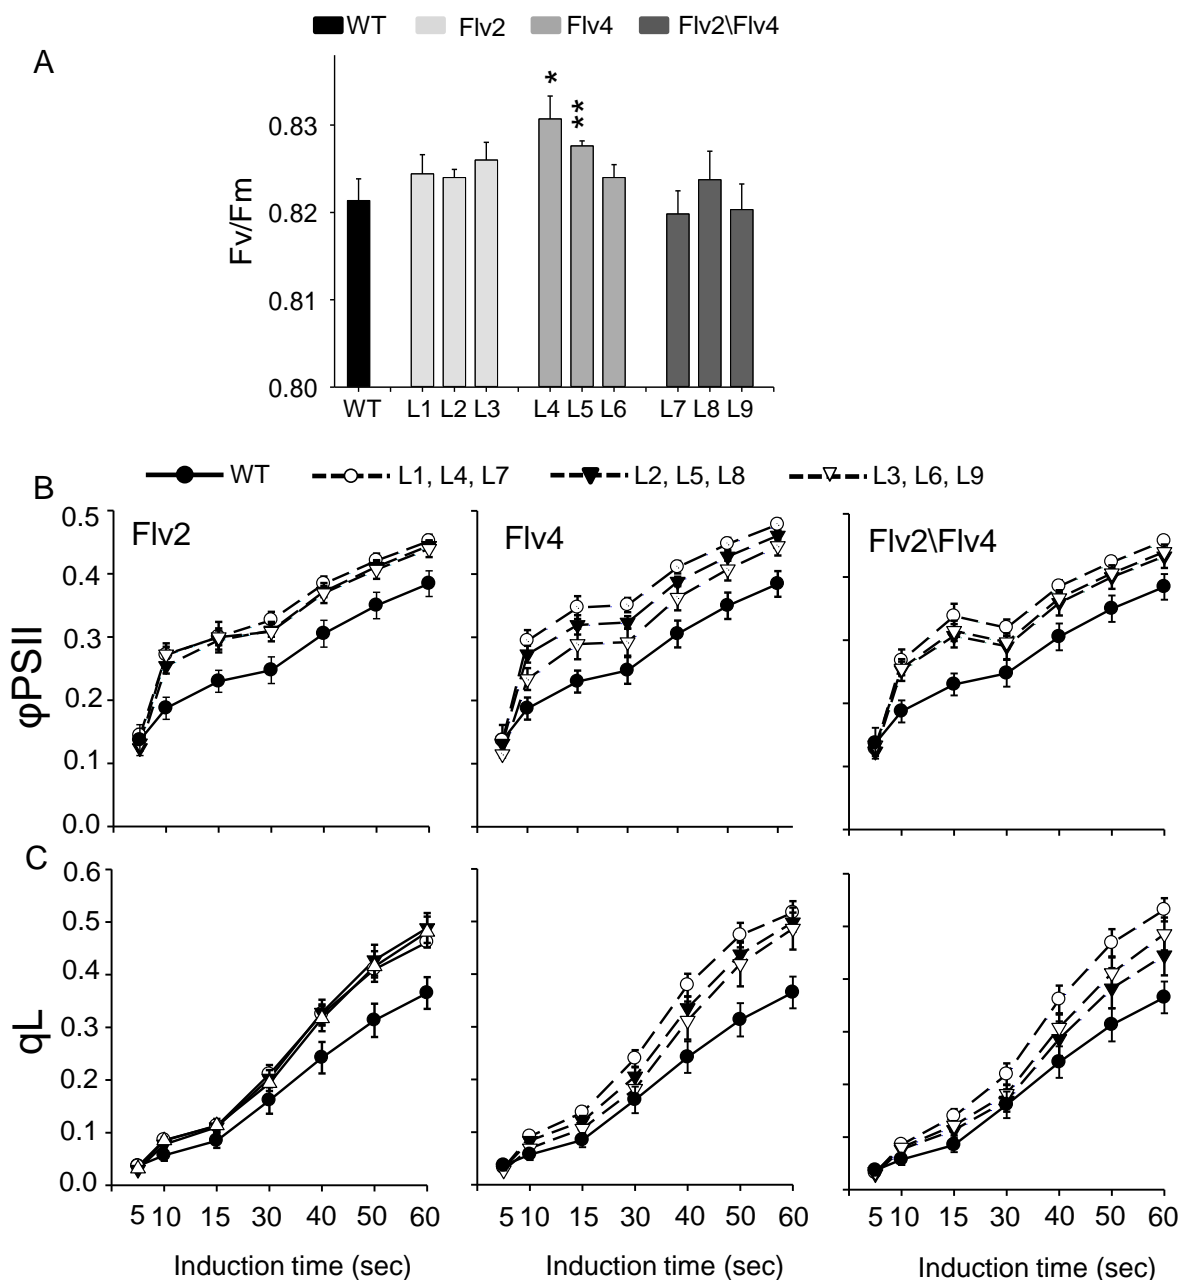 WT Flv2 Flv4 Flv2\Flv4
A
*
**
0.83
0.82
0.81
0.80
Fv/Fm
WT L1 L2 L3 L4 L5 L6 L7 L8 L9
WT L1, L4, L7 L2, L5, L8 L3, L6, L9
B
0.5
0.4
0.3
0.2
0.1
0.0
φPSII
Flv2 Flv4 Flv2\Flv4
C
0.6
0.5
0.4
0.3
0.2
0.1
0.0
qL
5 10 15 30 40 50 60 5 10 15 30 40 50 60 5 10 15 30 40 50 60
Induction time (sec) Induction time (sec) Induction time (sec)